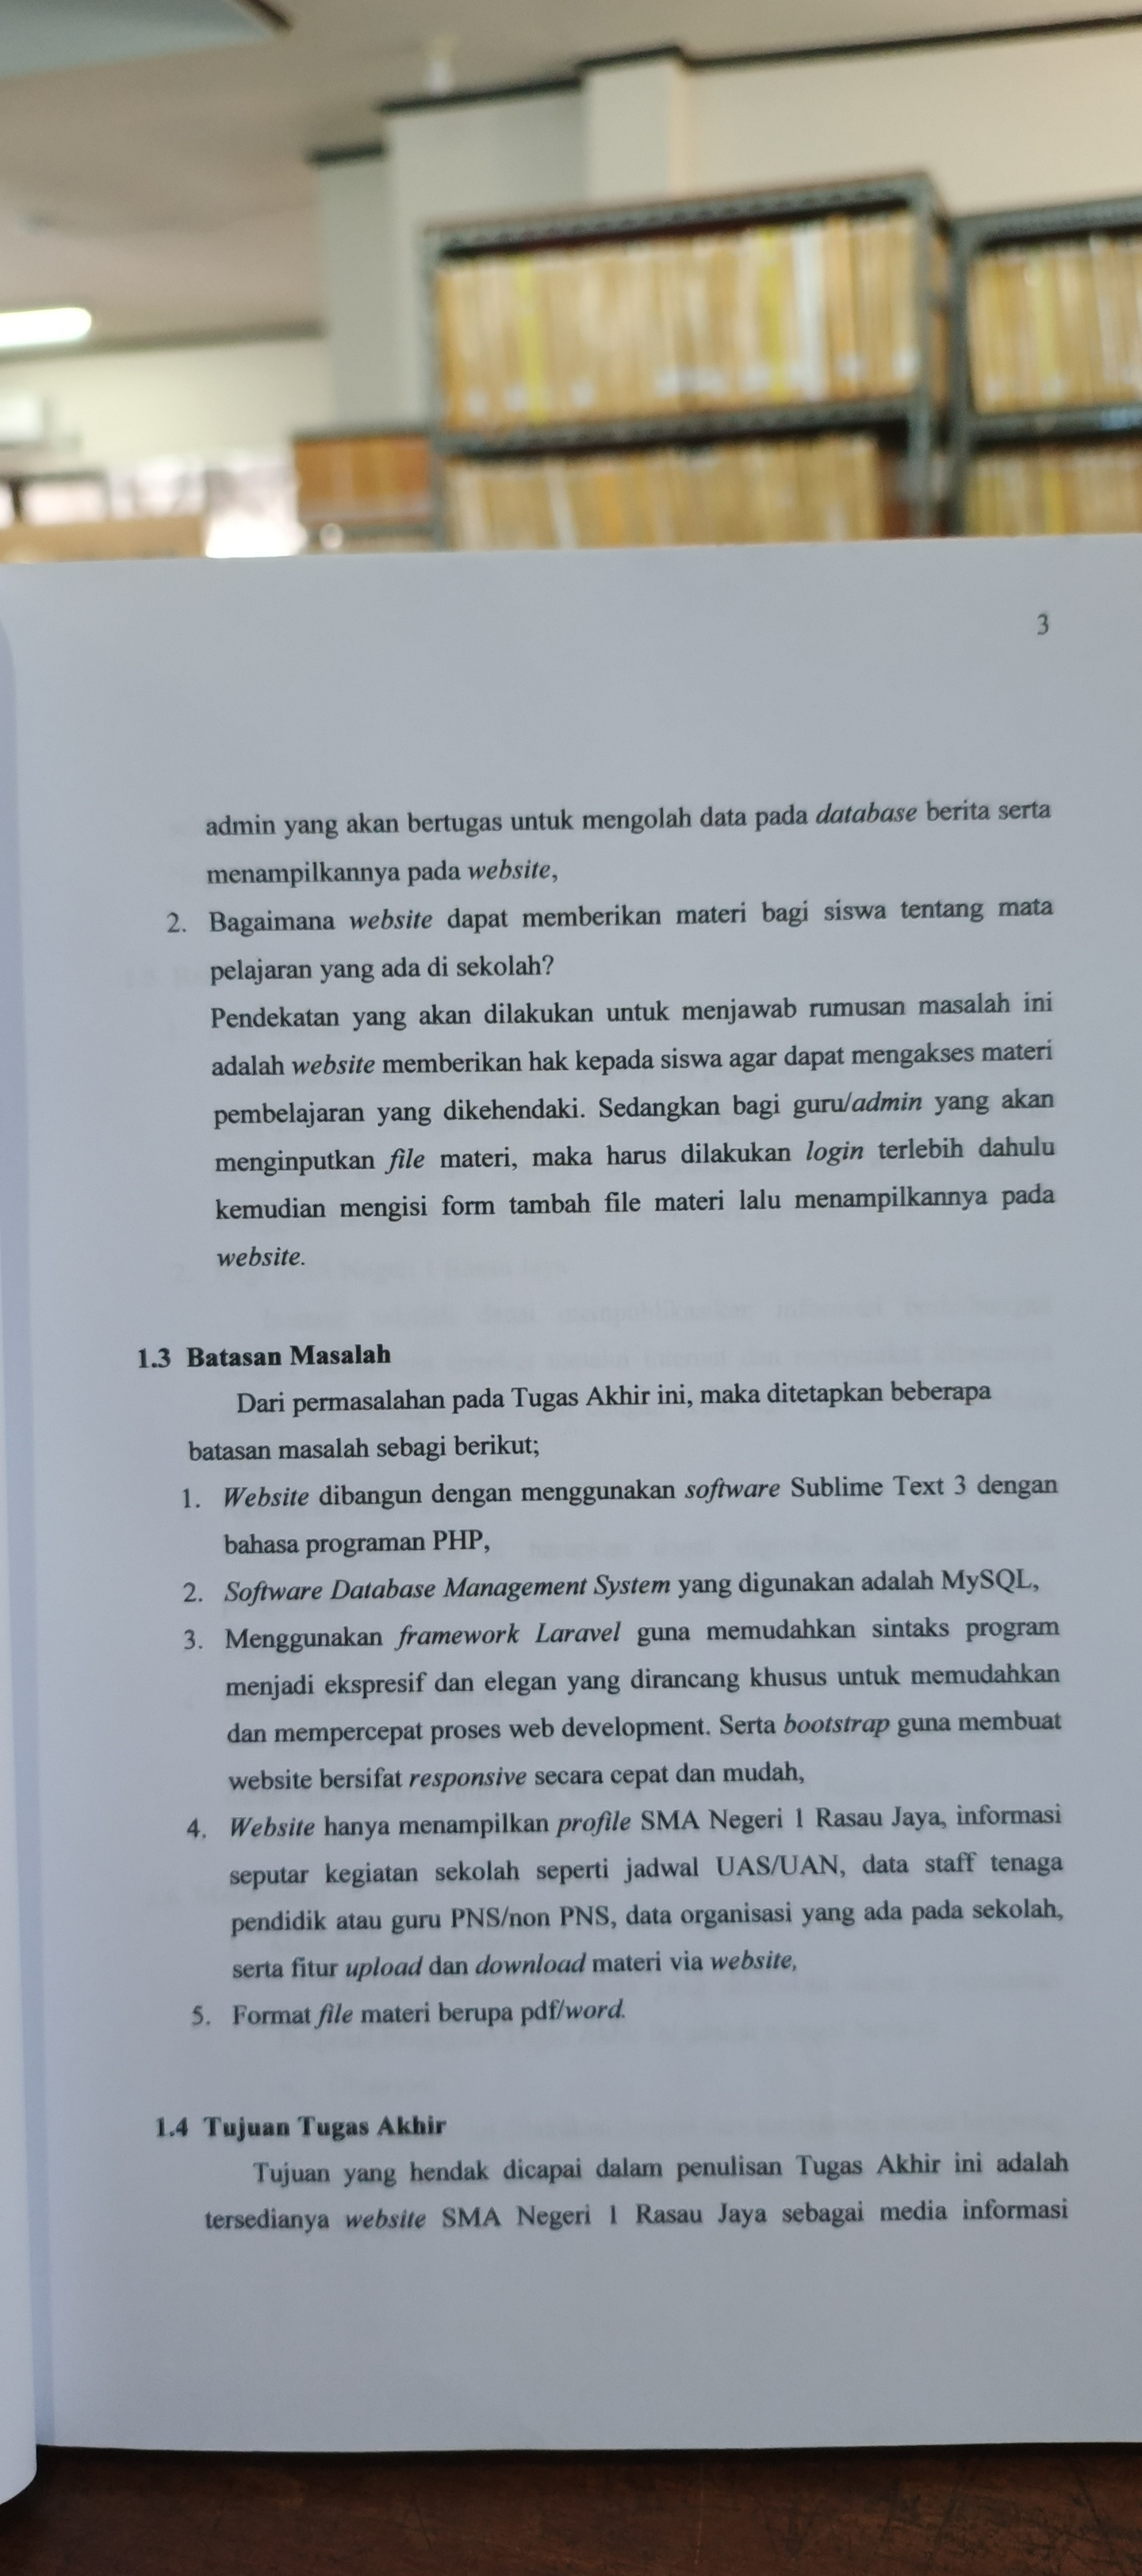 3
admin yang akan bertugas untuk mengolah data pada database berita serta
menampilkannya pada website,
2. Bagaimana website dapat memberikan materi bagi siswa tentang mata
pelajaran yang ada di sekolah?
Pendekatan yang akan dilakukan untuk menjawab rumusan masalah ini
adalah website memberikan hak kepada siswa agar dapat mengakses materi
pembelajaran yang dikehendaki. Sedangkan bagi guru/admin yang akan
menginputkan file materi, maka harus dilakukan login terlebih dahulu
kemudian mengisi form tambah file materi lalu menampilkannya pada
website.
1.3 Batasan Masalah
Dari permasalahan pada Tugas Akhir ini, maka ditetapkan beberapa
batasan masalah sebagi berikut;
1. Website dibangun dengan menggunakan software Sublime Text 3 dengan
bahasa programan PHP,
2. Software Database Management System yang digunakan adalah MySQL,
3. Menggunakan framework Laravel guna memudahkan sintaks program
menjadi ekspresif dan elegan yang dirancang khusus untuk memudahkan
dan mempercepat proses web development. Serta bootstrap guna membuat
website bersifat responsive secara cepat dan mudah,
4. Website hanya menampilkan profile SMA Negeri 1 Rasau Jaya, informasi
seputar kegiatan sekolah seperti jadwal UAS/UAN, data staff tenaga
pendidik atau guru PNS/non PNS, data organisasi yang ada pada sekolah,
serta fitur upload dan download materi via website,
5. Format file materi berupa pdf/word.
1.4 Tujuan Tugas Akhir
Tujuan yang hendak dicapai dalam penulisan Tugas Akhir ini adalah
tersedianya website SMA Negeri 1 Rasau Jaya sebagai media informasi